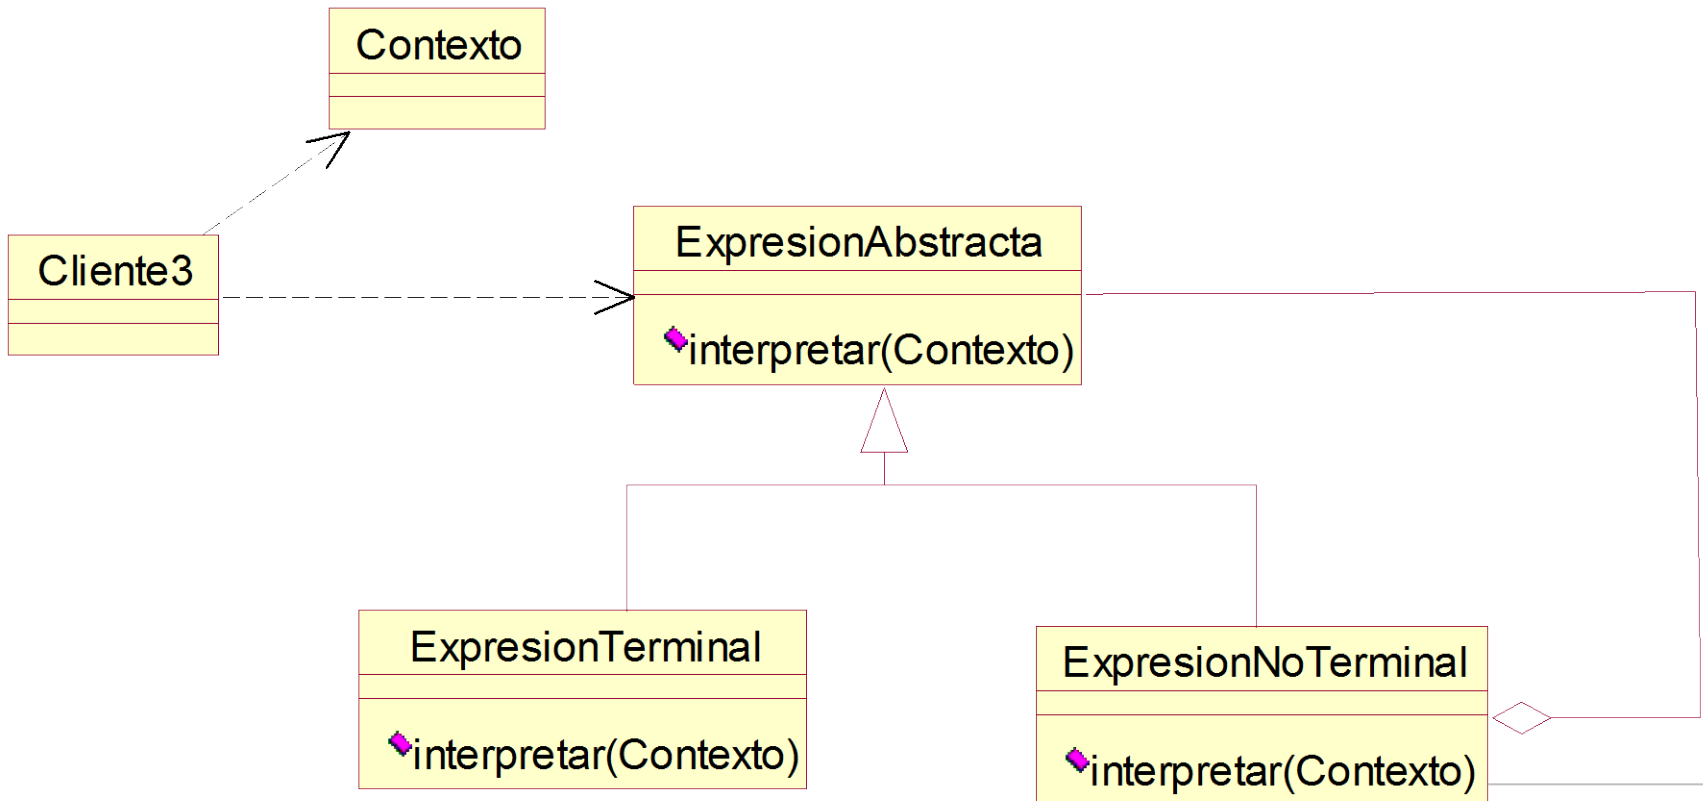 Contexto
Cliente3
ExpresionAbstracta
interpretar(Contexto)
ExpresionTerminal
interpretar(Contexto)
ExpresionNoTerminal
interpretar(Contexto)